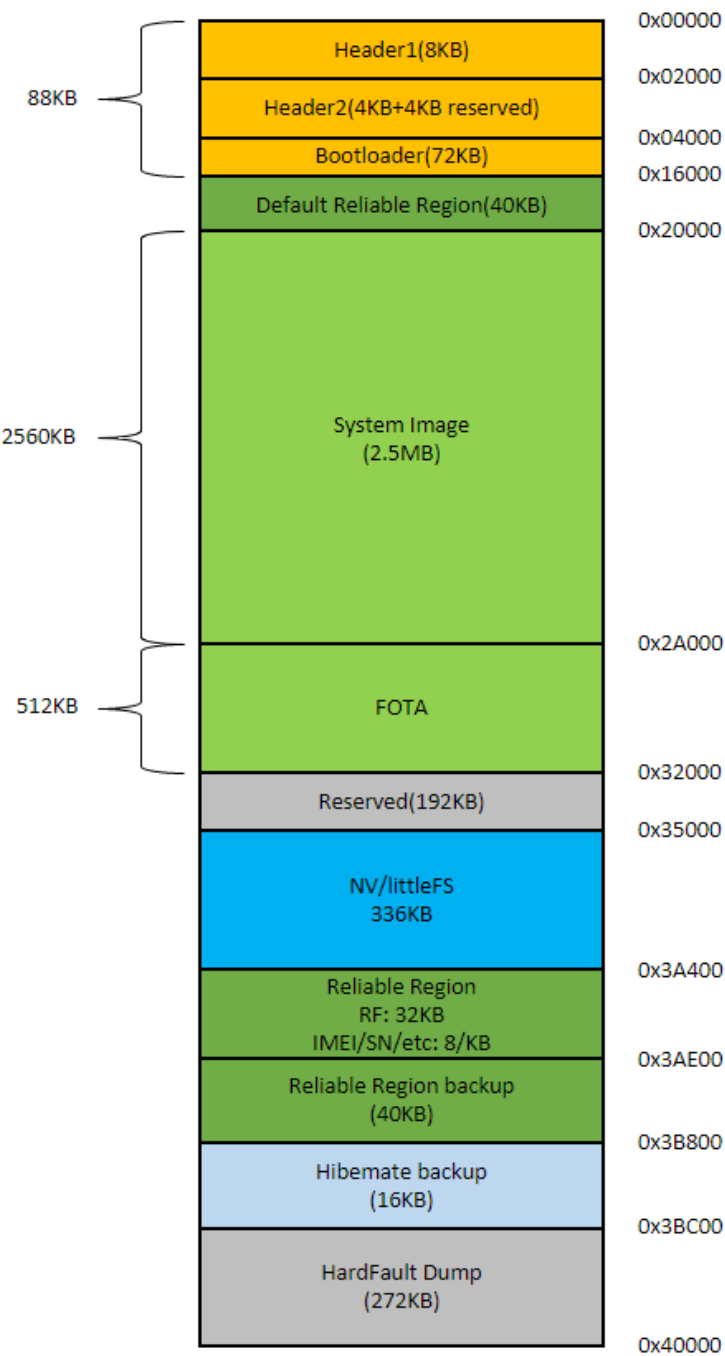 0x00000
Header1(8KB)
0x02000
88KB
Header2(4KB+4KB reserved)
0x04000
Bootloader(72KB)
0x16000
Default Reliable Region(40KB)
0x20000
System Image
(2.5MB)
2560KB
0x2A000
512KB
FOTA
0x32000
Reserved(192KB)
0x35000
NV/littleFS
336KB
0x3A400
Reliable Region
RF: 32KB
IMEI/SN/etc: 8/KB
0x3AE00
Reliable Region backup
(40KB)
0x3B800
Hibemate backup
(16KB)
0x3BC00
HardFault Dump
(272KB)
0x40000